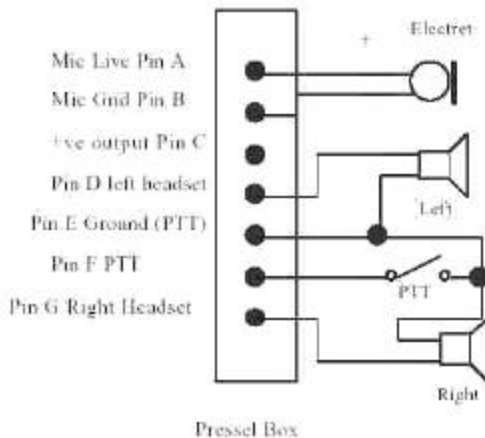 +
Electret
Mic Live Pin A
Mic Gnd Pin B
+ve output Pin C
Pin D left headset
Left
Pin E Ground (PTT)
Pin F PTT
PTT
Pin G Right Headset
Right
Pressel Box